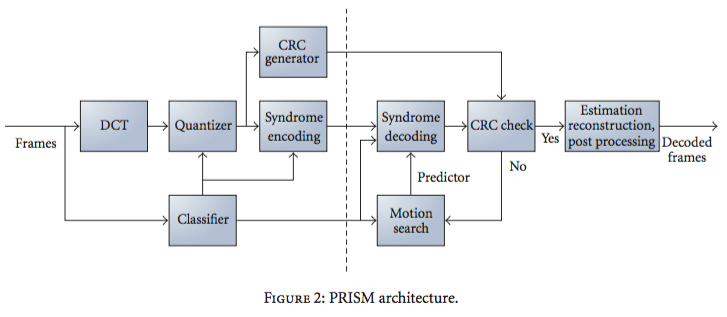 CRC
generator
Frames
DCT
Quantizer
Syndrome
encoding
Syndrome
decoding
CRC check
Yes
Estimation
reconstruction,
post processing
Decoded
frames
No
Predictor
Classifier
Motion
search
FIGURE 2: PRISM architecture.